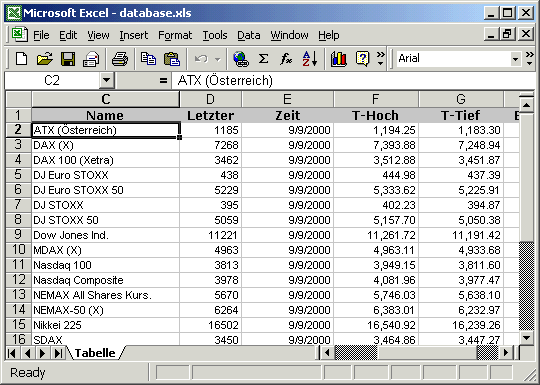 Microsoft Excel - database.xls
File Edit View Insert Format Tools Data Window Help
Arial
C2 = ATX (Österreich)
C D E F G
1 Name Letzter Zeit T-Hoch T-Tief
2 ATX (Österreich) 1185 9/9/2000 1,194.25 1,183.30
3 DAX (X) 7268 9/9/2000 7,393.88 7,248.94
4 DAX 100 (Xetra) 3462 9/9/2000 3,512.88 3,451.87
5 DJ Euro STOXX 438 9/9/2000 444.98 437.39
6 DJ Euro STOXX 50 5229 9/9/2000 5,333.62 5,225.91
7 DJ STOXX 395 9/9/2000 402.23 394.87
8 DJ STOXX 50 5059 9/9/2000 5,157.70 5,050.38
9 Dow Jones Ind. 11221 9/9/2000 11,261.72 11,191.42
10 MDAX (X) 4963 9/9/2000 4,963.11 4,933.68
11 Nasdaq 100 3813 9/9/2000 3,949.15 3,811.60
12 Nasdaq Composite 3978 9/9/2000 4,081.96 3,977.47
13 NEMAX All Shares Kurs. 5670 9/9/2000 5,746.03 5,638.10
14 NEMAX-50 (X) 6264 9/9/2000 6,383.01 6,232.97
15 Nikkei 225 16502 9/9/2000 16,540.92 16,239.26
16 SDAX 3450 9/9/2000 3,464.86 3,447.27
Tabelle
Ready